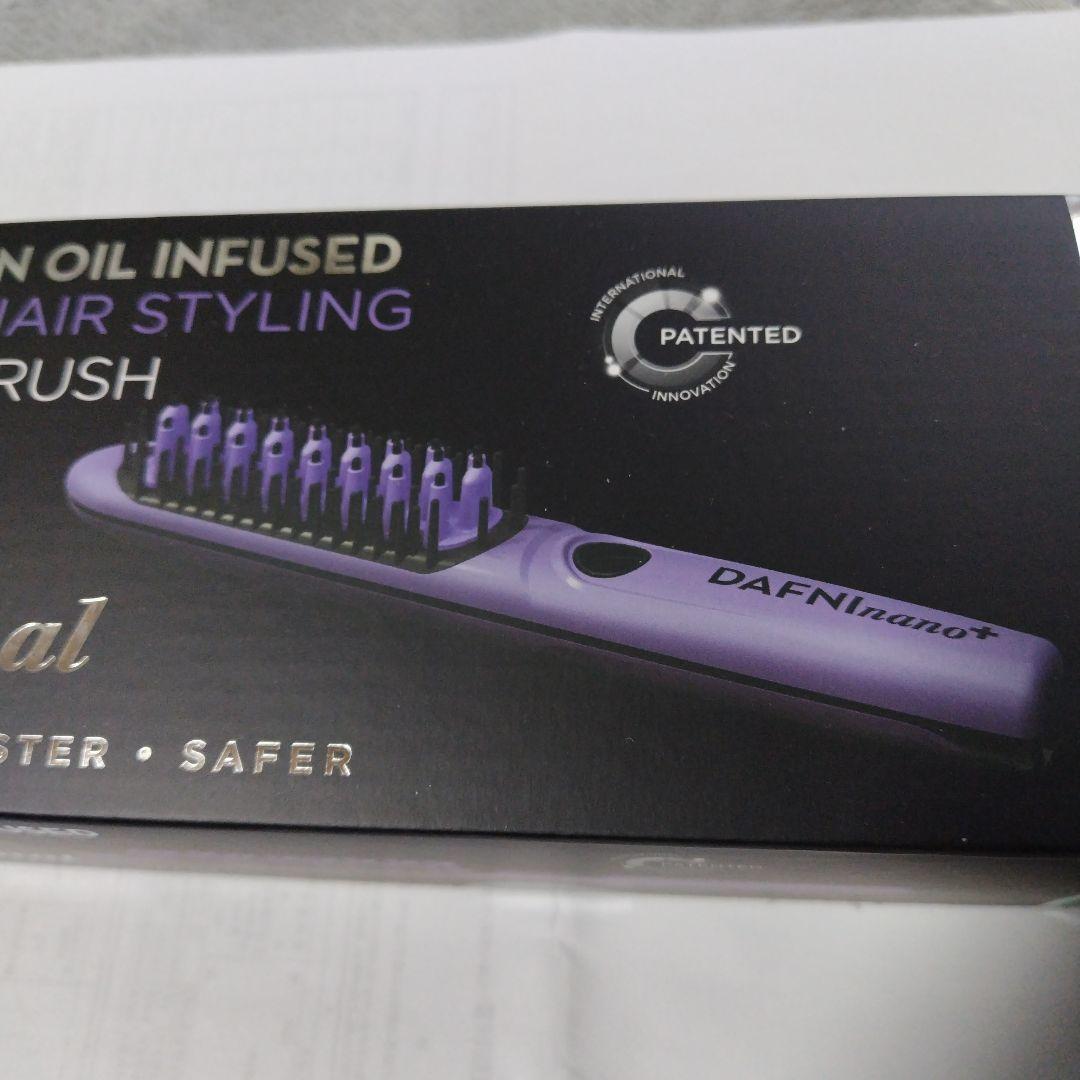 N OIL INFUSED
HAIR STYLING
RUSH
INTERNATIONAL
PATENTED
INNOVATION
DAFNInano+
al
STER • SAFER